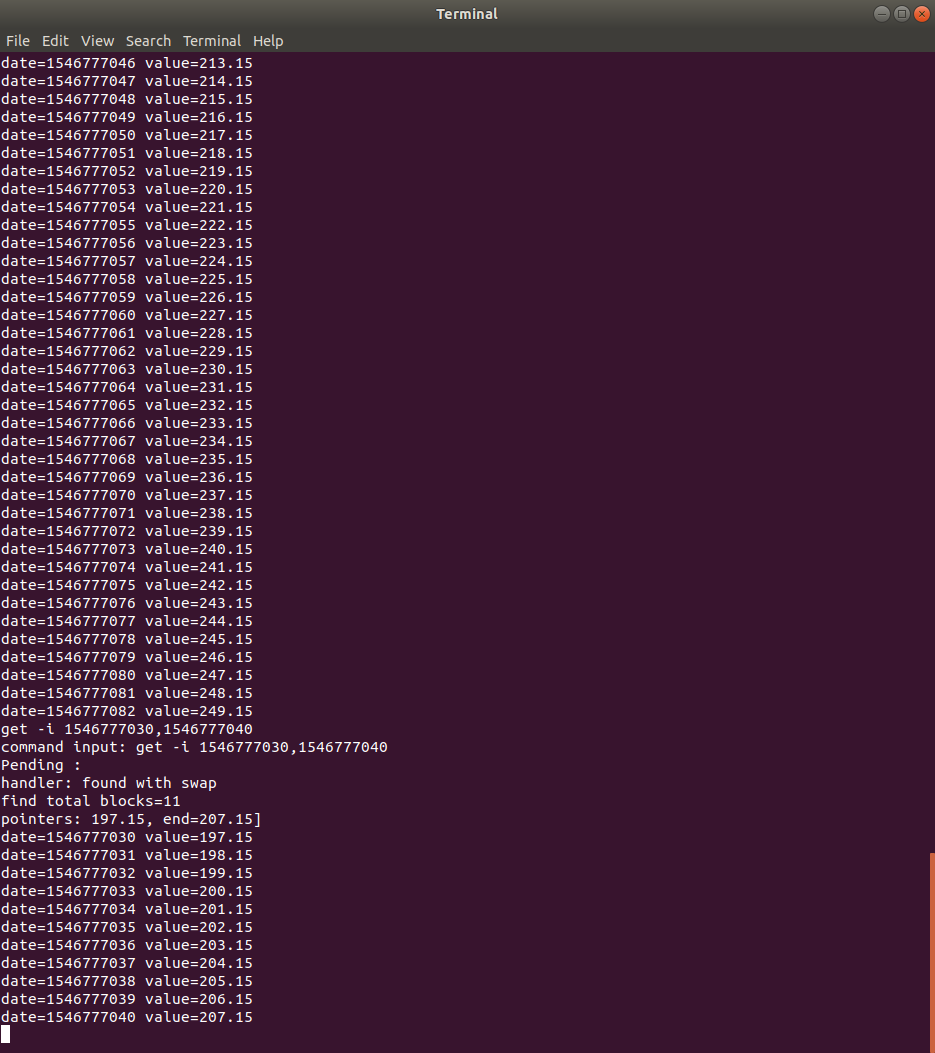 Terminal
File Edit View Search Terminal Help
date=1546777046 value=213.15
date=1546777047 value=214.15
date=1546777048 value=215.15
date=1546777049 value=216.15
date=1546777050 value=217.15
date=1546777051 value=218.15
date=1546777052 value=219.15
date=1546777053 value=220.15
date=1546777054 value=221.15
date=1546777055 value=222.15
date=1546777056 value=223.15
date=1546777057 value=224.15
date=1546777058 value=225.15
date=1546777059 value=226.15
date=1546777060 value=227.15
date=1546777061 value=228.15
date=1546777062 value=229.15
date=1546777063 value=230.15
date=1546777064 value=231.15
date=1546777065 value=232.15
date=1546777066 value=233.15
date=1546777067 value=234.15
date=1546777068 value=235.15
date=1546777069 value=236.15
date=1546777070 value=237.15
date=1546777071 value=238.15
date=1546777072 value=239.15
date=1546777073 value=240.15
date=1546777074 value=241.15
date=1546777075 value=242.15
date=1546777076 value=243.15
date=1546777077 value=244.15
date=1546777078 value=245.15
date=1546777079 value=246.15
date=1546777080 value=247.15
date=1546777081 value=248.15
date=1546777082 value=249.15
get -i 1546777030,1546777040
command input: get -i 1546777030,1546777040
Pending :
handler: found with swap
find total blocks=11
pointers: 197.15, end=207.15]
date=1546777030 value=197.15
date=1546777031 value=198.15
date=1546777032 value=199.15
date=1546777033 value=200.15
date=1546777034 value=201.15
date=1546777035 value=202.15
date=1546777036 value=203.15
date=1546777037 value=204.15
date=1546777038 value=205.15
date=1546777039 value=206.15
date=1546777040 value=207.15